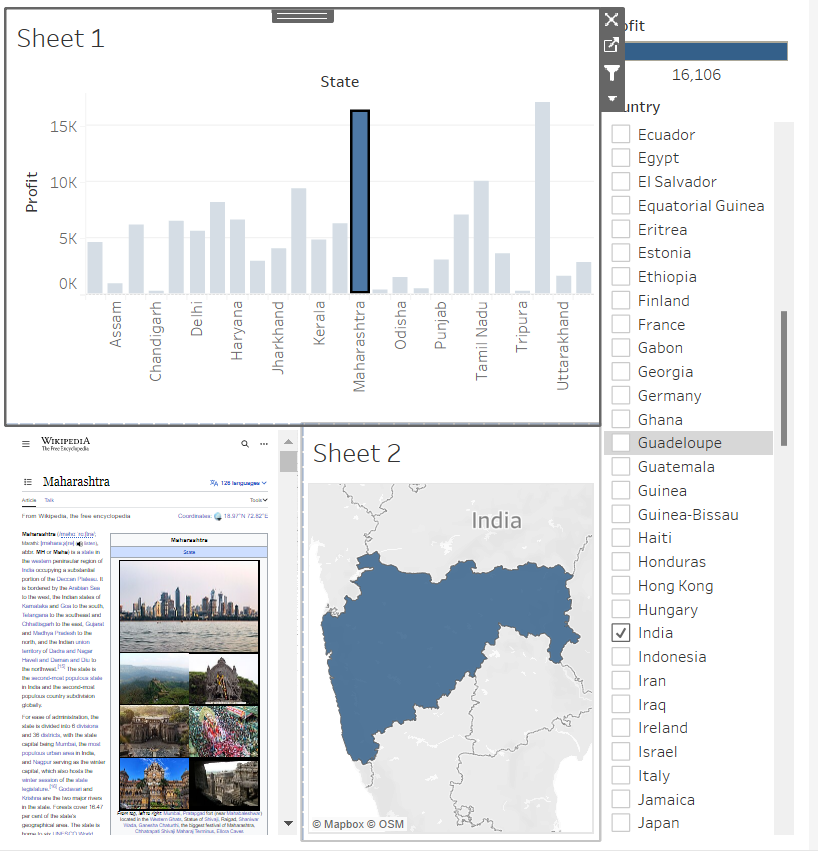 Sheet 1
State
Profit
15K
10K
5K
0K
Assam
Chandigarh
Delhi
Haryana
Jharkhand
Kerala
Maharashtra
Odisha
Punjab
Tamil Nadu
Tripura
Uttarakhand
ofit
16,106
untry
Ecuador
Egypt
El Salvador
Equatorial Guinea
Eritrea
Estonia
Ethiopia
Finland
France
Gabon
Georgia
Germany
Ghana
Guadeloupe
Guatemala
Guinea
Guinea-Bissau
Haiti
Honduras
Hong Kong
Hungary
India
Indonesia
Iran
Iraq
Ireland
Israel
Italy
Jamaica
Japan
WIKIPEDIA
The Free Encyclopedia
Maharashtra
128 languages
Article Talk
Tools
From Wikipedia, the free encyclopedia
Coordinates: 18.97°N 72.82°E
Maharashtra
listen),
abbr. MH or Maha) is a state in
the western peninsular region of
India occupying a substantial
portion of the Deccan Plateau. It
is bordered by the Arabian Sea
to the west, the Indian states of
Karnataka and Goa to the south,
Telangana to the southeast and
Chhattisgarh to the east, Gujarat
and Madhya Pradesh to the
north, and the Indian union
territory of Dadra and Nagar
Haveli and Daman and Diu to
the northwest.[15] The state is
the second-most populous state
in India and the second-most
populous country subdivision
globally.
For ease of administration, the
state is divided into 6 divisions
and 36 districts, with the state
capital being Mumbai, the most
populous urban area in India,
and Nagpur serving as the winter
capital, which also hosts the
winter session of the state
legislature.[16] Godavari and
Krishna are the two major rivers
in the state. Forests cover 16.47
per cent of the state's
geographical area. The state is
home to six UNESCO World
Maharashtra
State
From top, left to right: Mumbai, Pratapgad fort (near Mahabaleshwar)
located in the Western Ghats, Statue of Shivaji, Raigad, Shaniwar
Wada, Ganesha Chaturthi, the biggest festival of Maharashtra,
Chhatrapati Shivaji Maharaj Terminus, Ellora Caves.
Sheet 2
India
© Mapbox © OSM